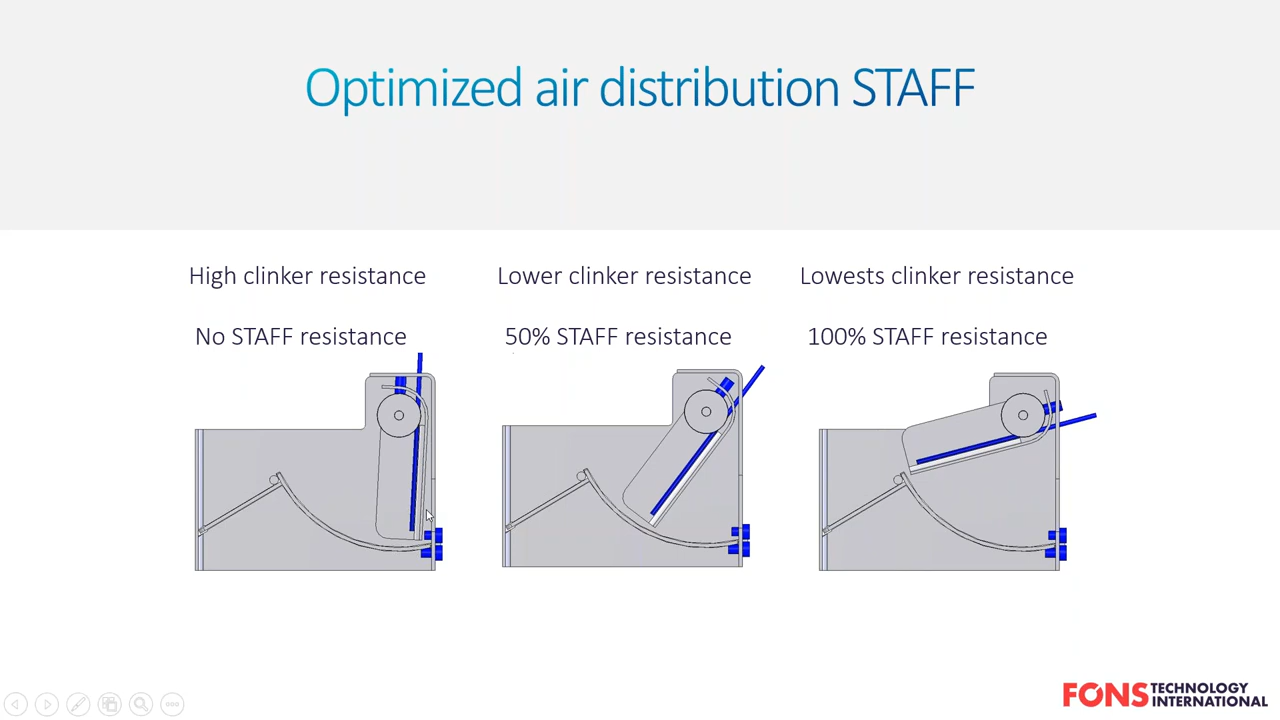 Optimized air distribution STAFF
High clinker resistance
Lower clinker resistance
Lowests clinker resistance
No STAFF resistance
50% STAFF resistance
100% STAFF resistance
FONS TECHNOLOGY INTERNATIONAL